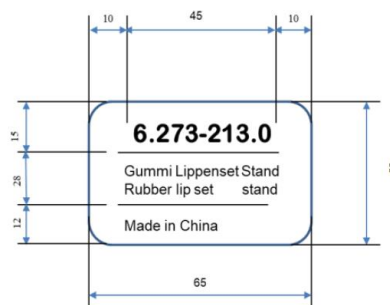 10 45 10
6.273-213.0
15
Gummi Lippenset Stand
Rubber lip set stand
28
Made in China
12
65